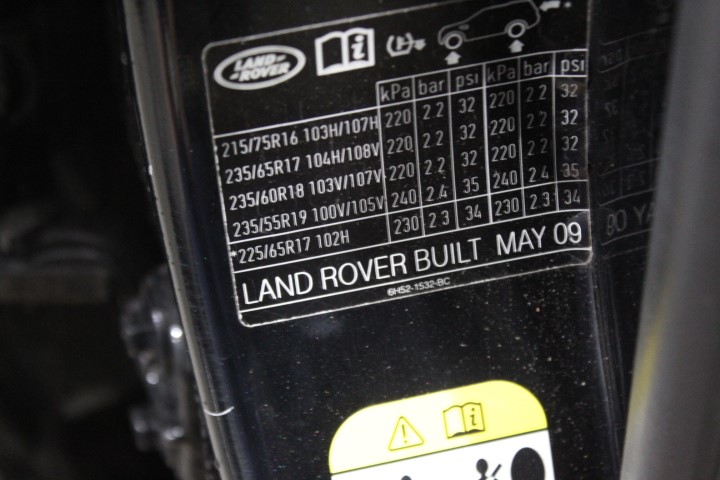 LAND
ROVER
kPa bar psi kPa bar psi
215/75R16 103H/107H 220 2.2 32 220 2.2 32
235/65R17 104H/108V 220 2.2 32 220 2.2 32
235/60R18 103V/107V 220 2.2 32 220 2.2 32
235/55R19 100V/105V 240 2.4 35 240 2.4 35
*225/65R17 102H 230 2.3 34 230 2.3 34
LAND ROVER BUILT MAY 09
6H52-1532-BC